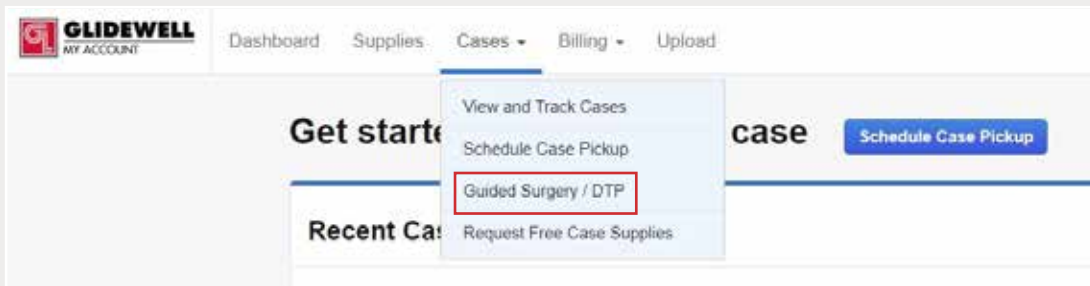 GL GLIDEWELL
MY ACCOUNT
Dashboard Supplies Cases Billing Upload
View and Track Cases
Get starte case Schedule Case Pickup
Schedule Case Pickup
Guided Surgery / DTP
Recent Cas
Request Free Case Supplies